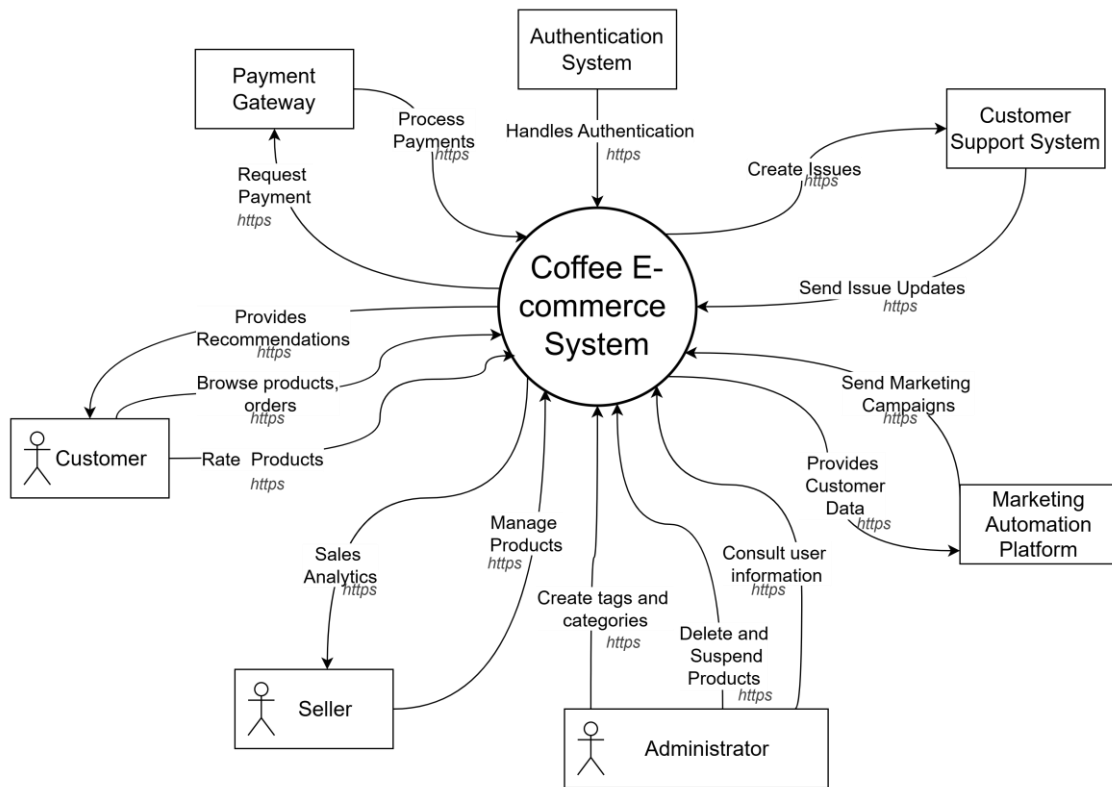 Authentication
System
Payment
Gateway
Customer
Support System
Process
Payments
https
Handles Authentication
https
Create Issues
https
Request
Payment
https
Coffee E-
commerce
System
Send Issue Updates
https
Provides
Recommendations
https
Browse products,
orders
https
Send Marketing
Campaigns
https
Customer
Rate Products
https
Provides
Customer
Data
https
Marketing
Automation
Platform
Manage
Products
https
Sales
Analytics
https
Consult user
information
https
Create tags and
categories
https
Delete and
Suspend
Products
https
Seller
Administrator